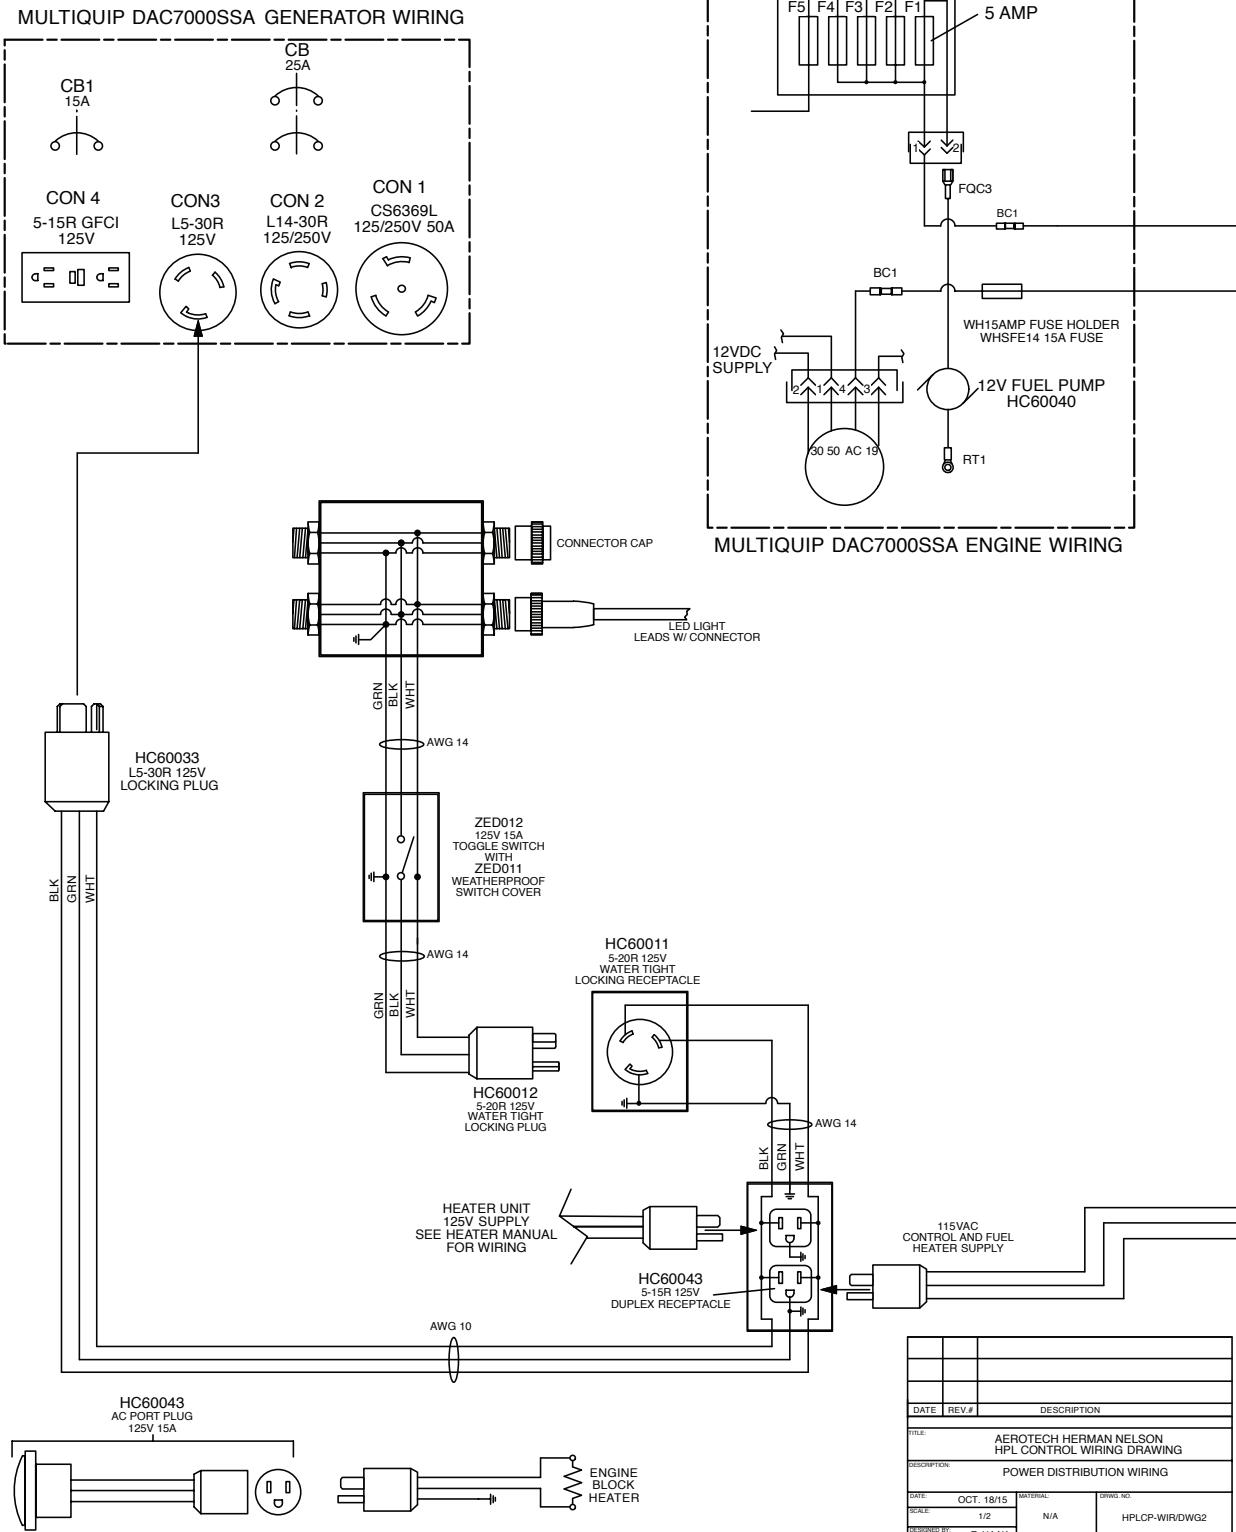 MULTIQUIP DAC7000SSA GENERATOR WIRING
CB
25A
CB1
15A
CON 4
5-15R GFCI
125V
CON3
L5-30R
125V
CON 2
L14-30R
125/250V
CON 1
CS6369L
125/250V 50A
F5 F4 F3 F2 F1
5 AMP
1 2
FQC3
BC1
BC1
WH15AMP FUSE HOLDER
WHSFE14 15A FUSE
12VDC
SUPPLY
2 1 4 3
30 50 AC 19
12V FUEL PUMP
HC60040
RT1
MULTIQUIP DAC7000SSA ENGINE WIRING
CONNECTOR CAP
LED LIGHT
LEADS W/ CONNECTOR
GRN
BLK
WHT
AWG 14
HC60033
L5-30R 125V
LOCKING PLUG
ZED012
125V 15A
TOGGLE SWITCH
WITH
ZED011
WEATHERPROOF
SWITCH COVER
BLK
GRN
WHT
AWG 14
GRN
BLK
WHT
HC60011
5-20R 125V
WATER TIGHT
LOCKING RECEPTACLE
HC60012
5-20R 125V
WATER TIGHT
LOCKING PLUG
AWG 14
BLK
GRN
WHT
HEATER UNIT
125V SUPPLY
SEE HEATER MANUAL
FOR WIRING
115VAC
CONTROL AND FUEL
HEATER SUPPLY
HC60043
5-15R 125V
DUPLEX RECEPTACLE
AWG 10
HC60043
AC PORT PLUG
125V 15A
ENGINE
BLOCK
HEATER
DATE REV.# DESCRIPTION
TITLE:
AEROTECH HERMAN NELSON
HPL CONTROL WIRING DRAWING
DESCRIPTION:
POWER DISTRIBUTION WIRING
DATE: OCT. 18/15
MATERIAL: N/A
DRWG. NO. HPLCP-WIR/DWG2
SCALE: 1/2
DESIGNED BY: